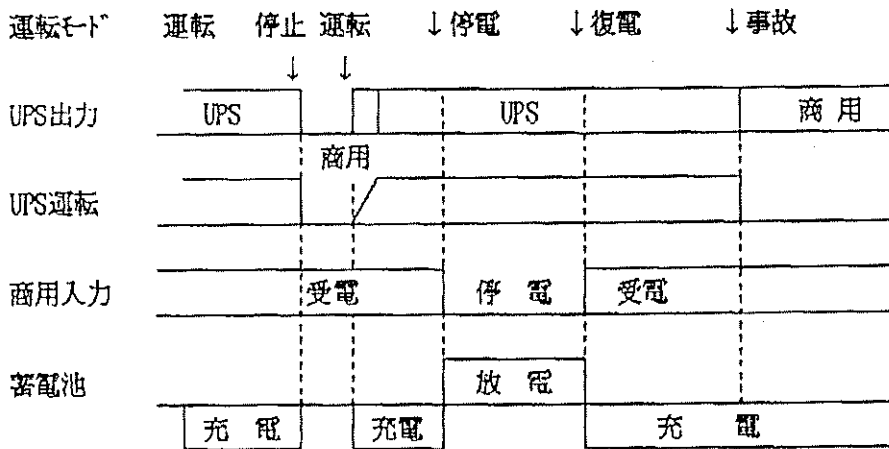 運転ﾓｰﾄﾞ 運転 停止 運転 ↓停電 ↓復電 ↓事故
↓ ↓
UPS出力 UPS UPS 商用
商用
UPS運転
商用入力 受電 停電 受電
蓄電池 放電
充電 充電 充電